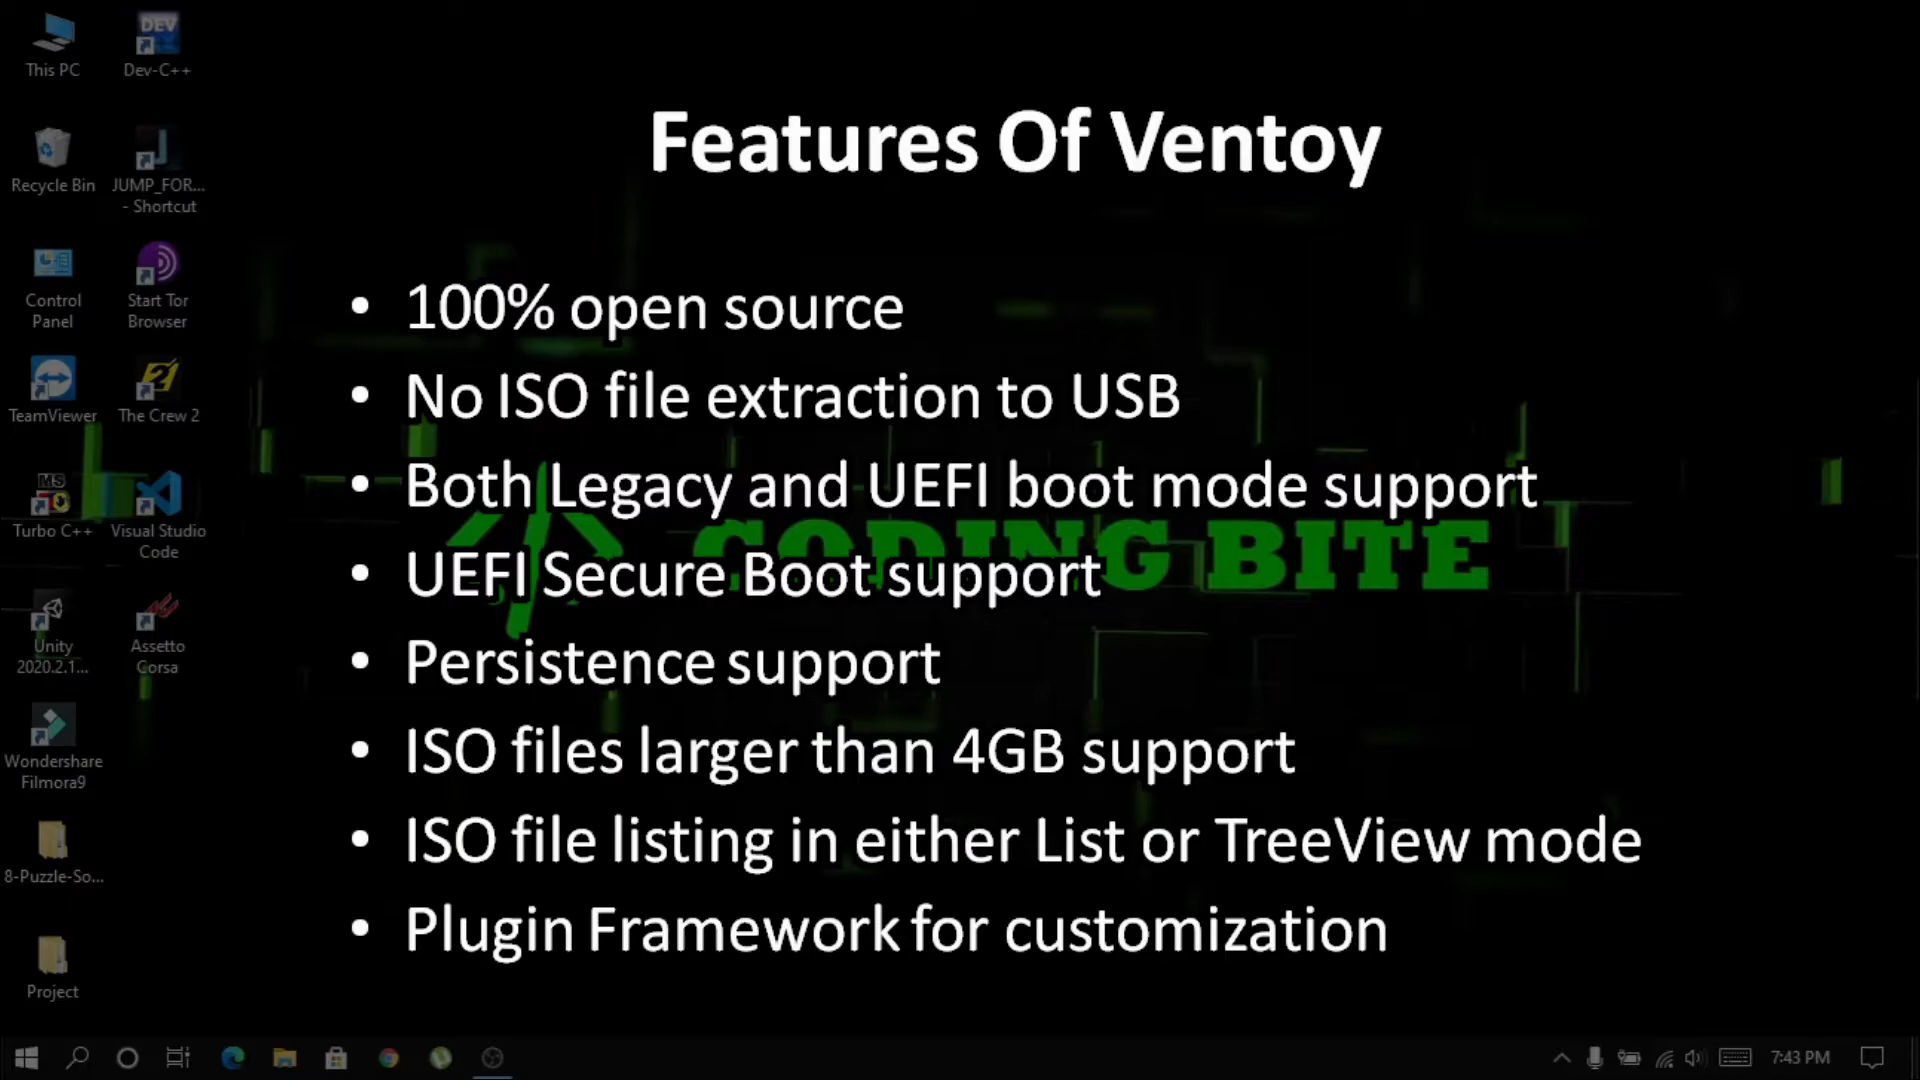 Features Of Ventoy
• 100% open source
• No ISO file extraction to USB
• Both Legacy and UEFI boot mode support
• UEFI Secure Boot support
• Persistence support
• ISO files larger than 4GB support
• ISO file listing in either List or TreeView mode
• Plugin Framework for customization
CODING BITE
This PC
DEV
Dev-C++
Recycle Bin
JUMP_FOR...
- Shortcut
Control
Panel
Start Tor
Browser
TeamViewer
2
The Crew 2
MS
Turbo C++
Visual Studio
Code
Unity
2020.2.1...
Assetto
Corsa
Wondershare
Filmora9
8-Puzzle-So...
Project
7:43 PM